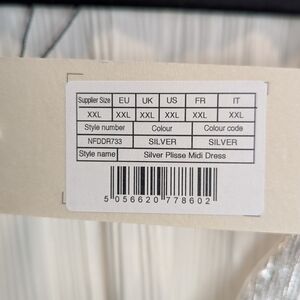 Supplier Size EU UK US FR IT
XXL XXL XXL XXL XXL XXL
Style number Colour Colour code
NFDDR733 SILVER SILVER
Style name Silver Plisse Midi Dress
5 056620 778602